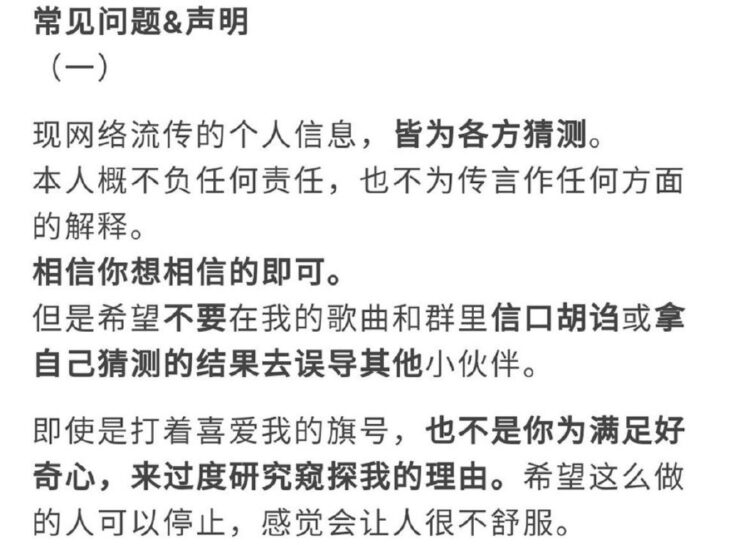 常见问题&声明
（一）
现网络流传的个人信息，皆为各方猜测。
本人概不负任何责任，也不为传言作任何方面
的解释。
相信你想相信的即可。
但是希望不要在我的歌曲和群里信口胡诌或拿
自己猜测的结果去误导其他小伙伴。
即使是打着喜爱我的旗号，也不是你为满足好
奇心，来过度研究窥探我的理由。希望这么做
的人可以停止，感觉会让人很不舒服。